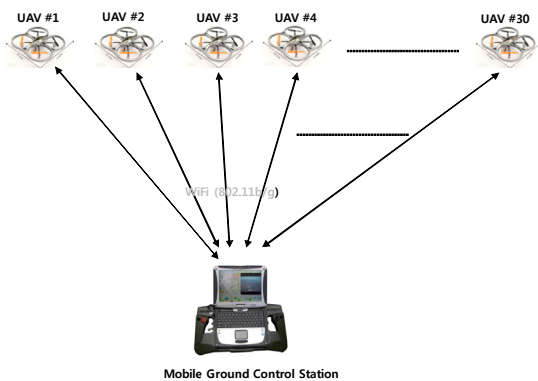 UAV #1
UAV #2
UAV #3
UAV #4
UAV #30
WiFi (802.11b/g)
Mobile Ground Control Station